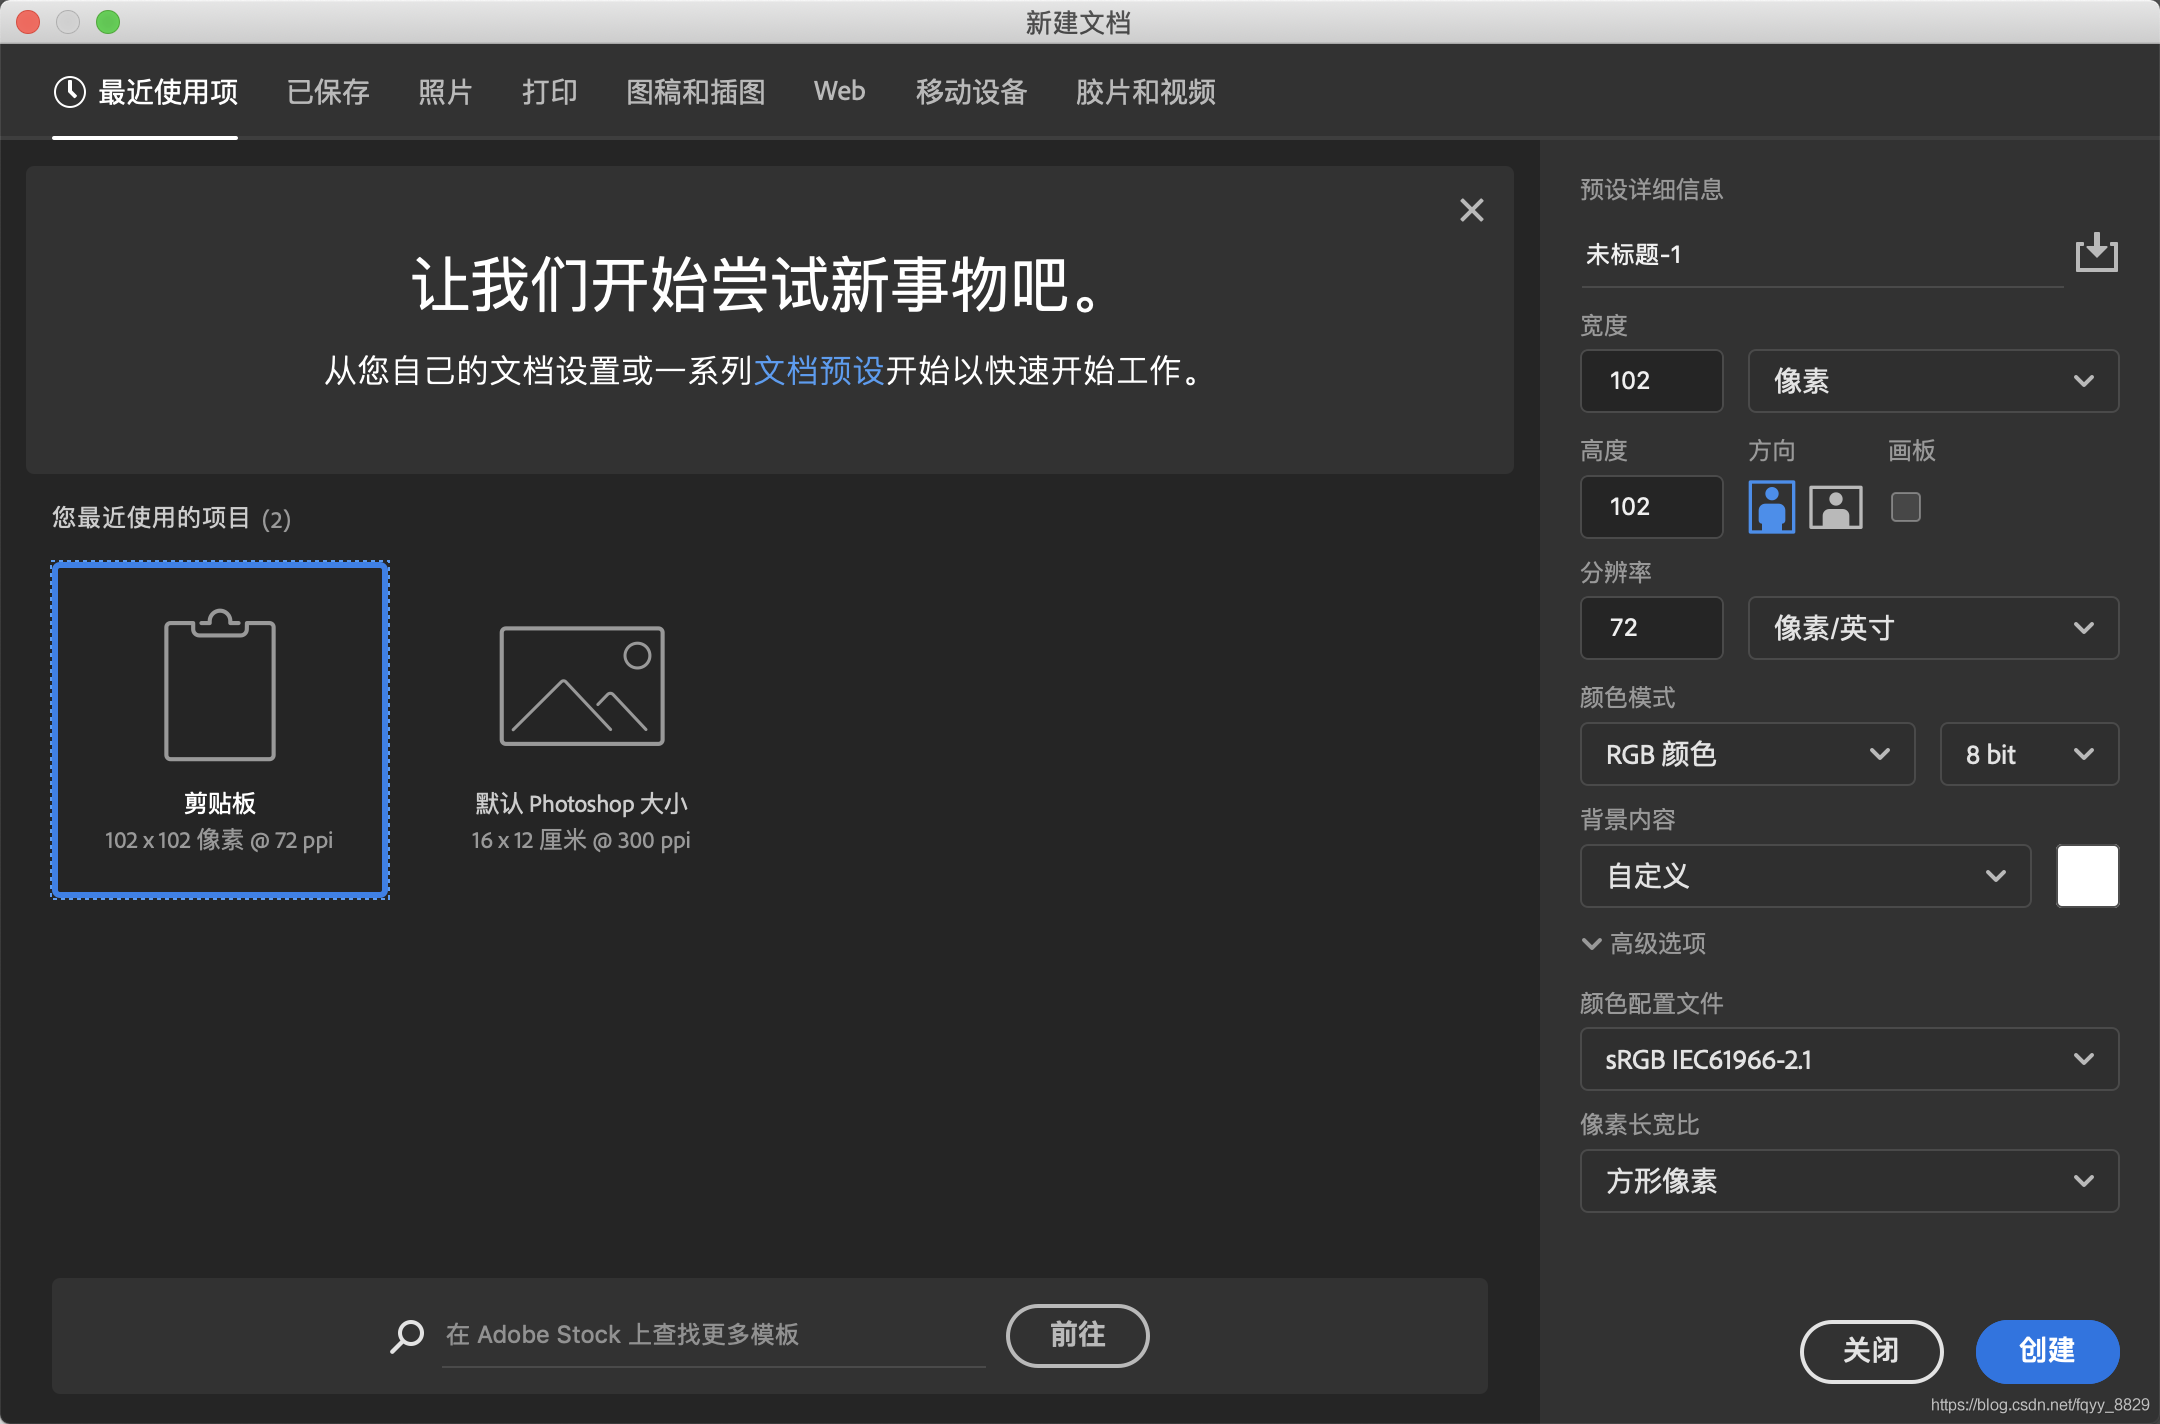 新建文档
最近使用项 已保存 照片 打印 图稿和插图 Web 移动设备 胶片和视频
让我们开始尝试新事物吧。
从您自己的文档设置或一系列文档预设开始以快速开始工作。
您最近使用的项目 (2)
剪贴板
102 x 102 像素 @ 72 ppi
默认 Photoshop 大小
16 x 12 厘米 @ 300 ppi
在 Adobe Stock 上查找更多模板
前往
预设详细信息
未标题-1
宽度
102 像素
高度 方向 画板
102
分辨率
72 像素/英寸
颜色模式
RGB 颜色 8 bit
背景内容
自定义
高级选项
颜色配置文件
sRGB IEC61966-2.1
像素长宽比
方形像素
关闭 创建
https://blog.csdn.net/fqyy_8829